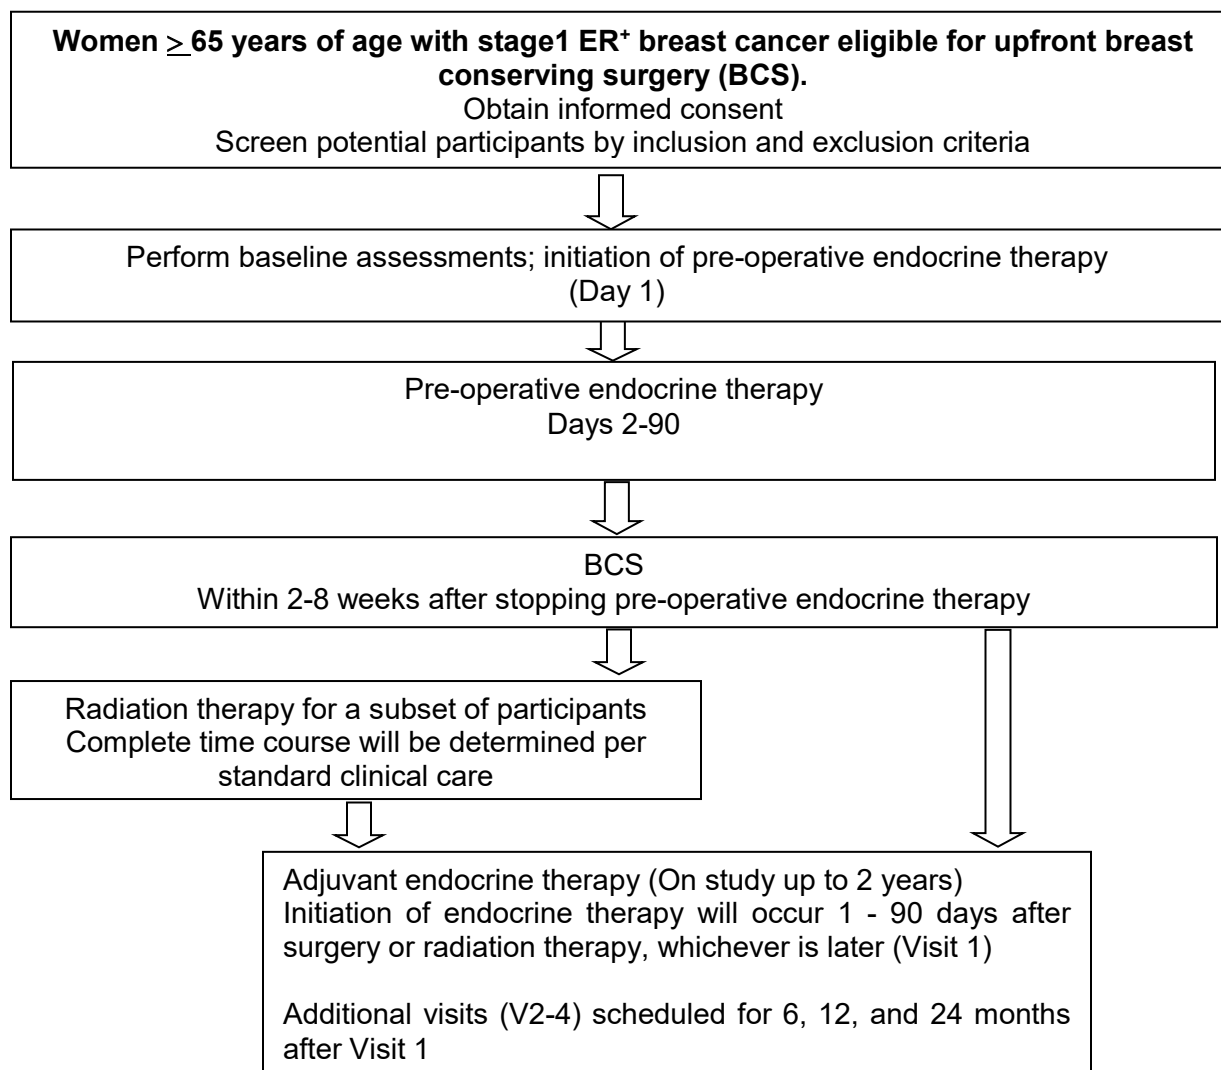 Women ≥ 65 years of age with stage1 ER⁺ breast cancer eligible for upfront breast
conserving surgery (BCS).
Obtain informed consent
Screen potential participants by inclusion and exclusion criteria
Perform baseline assessments; initiation of pre-operative endocrine therapy
(Day 1)
Pre-operative endocrine therapy
Days 2-90
BCS
Within 2-8 weeks after stopping pre-operative endocrine therapy
Radiation therapy for a subset of participants
Complete time course will be determined per
standard clinical care
Adjuvant endocrine therapy (On study up to 2 years)
Initiation of endocrine therapy will occur 1 - 90 days after
surgery or radiation therapy, whichever is later (Visit 1)
Additional visits (V2-4) scheduled for 6, 12, and 24 months
after Visit 1